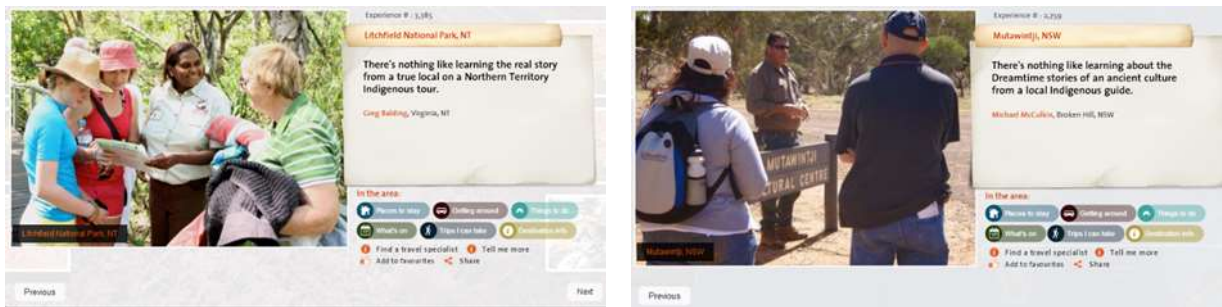 Experience # : 3,385
Litchfield National Park, NT
There's nothing like learning the real story
from a true local on a Northern Territory
Indigenous tour.
Greg Balding, Virginia, NT
In the area:
Places to stay
Getting around
Things to do
What's on
Trips I can take
Destination info
Find a travel specialist
Tell me more
Add to favourites
Share
Litchfield National Park, NT
Previous
Next
Experience # : 2,259
Mutawintji, NSW
There's nothing like learning about the
Dreamtime stories of an ancient culture
from a local Indigenous guide.
Michael McCulkin, Broken Hill, NSW
MUTAWINTJI
CULTURAL CENTRE
In the area:
Places to stay
Getting around
Things to do
What's on
Trips I can take
Destination info
Find a travel specialist
Tell me more
Add to favourites
Share
Mutawintji, NSW
Previous